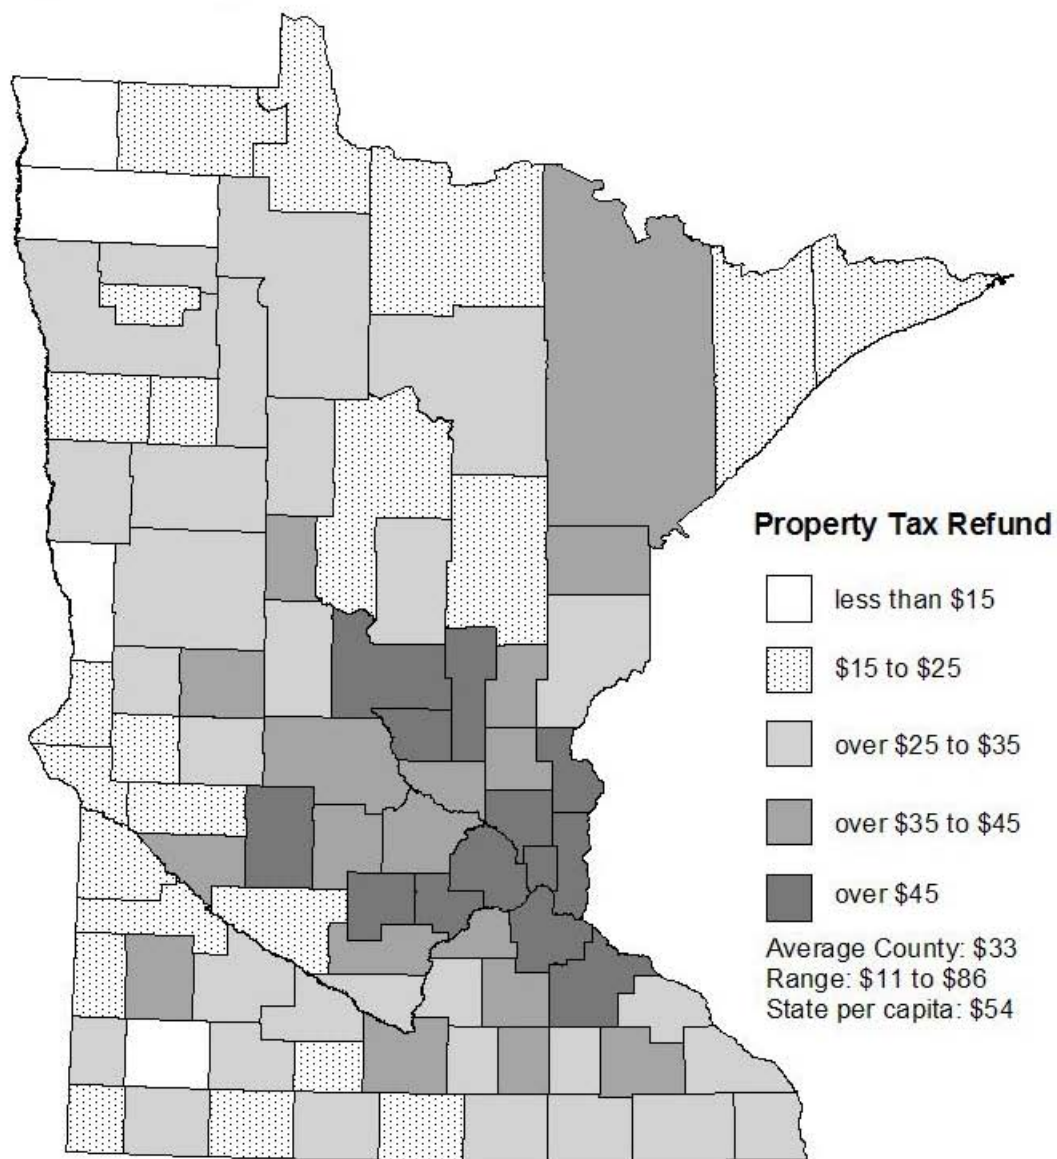 Property Tax Refund
less than $15
$15 to $25
over $25 to $35
over $35 to $45
over $45
Average County: $33
Range: $11 to $86
State per capita: $54